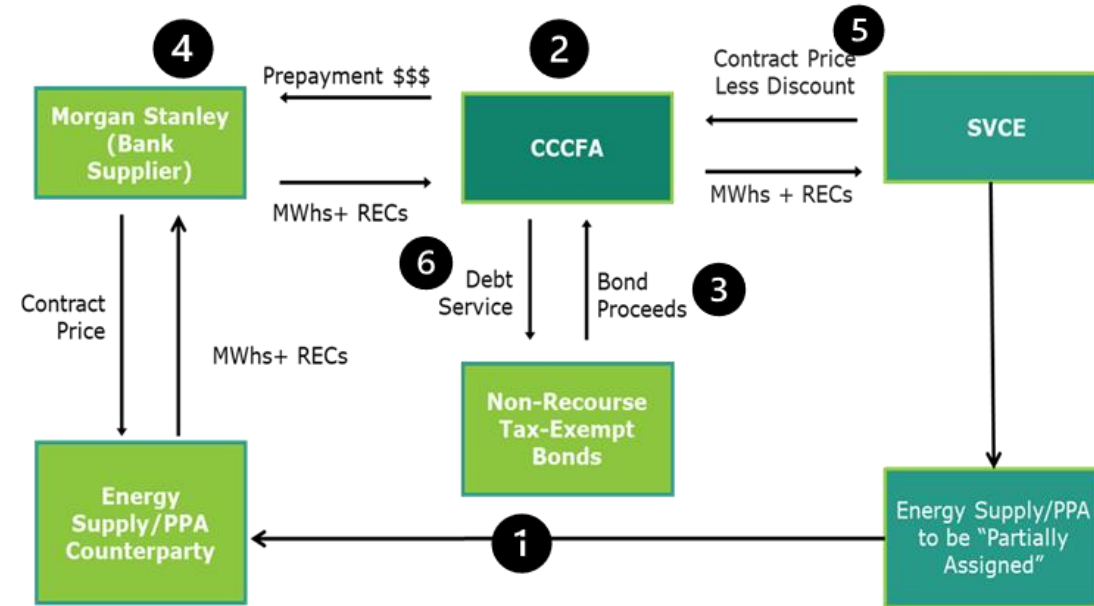 4
Prepayment $$$
2
5
Contract Price
Less Discount
Morgan Stanley
(Bank
Supplier)
CCCFA
SVCE
MWhs+ RECs
MWhs + RECs
6
Debt
Service
Bond
Proceeds
3
Contract
Price
MWhs+ RECs
Non-Recourse
Tax-Exempt
Bonds
Energy
Supply/PPA
Counterparty
1
Energy Supply/PPA
to be “Partially
Assigned”